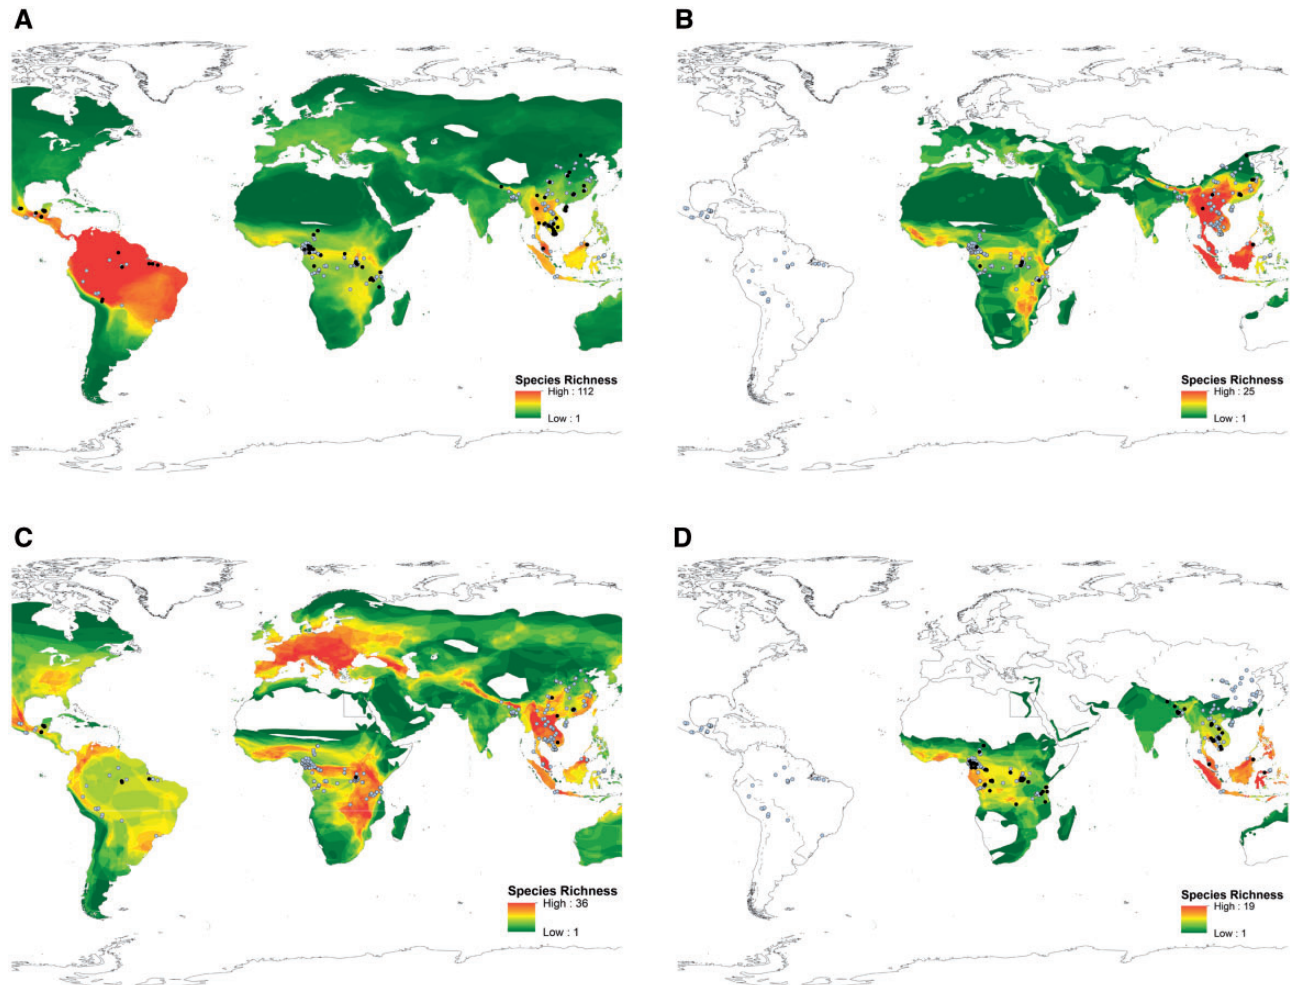 A
B
Species Richness
High : 112
Low : 1
Species Richness
High : 25
Low : 1
C
D
Species Richness
High : 36
Low : 1
Species Richness
High : 19
Low : 1